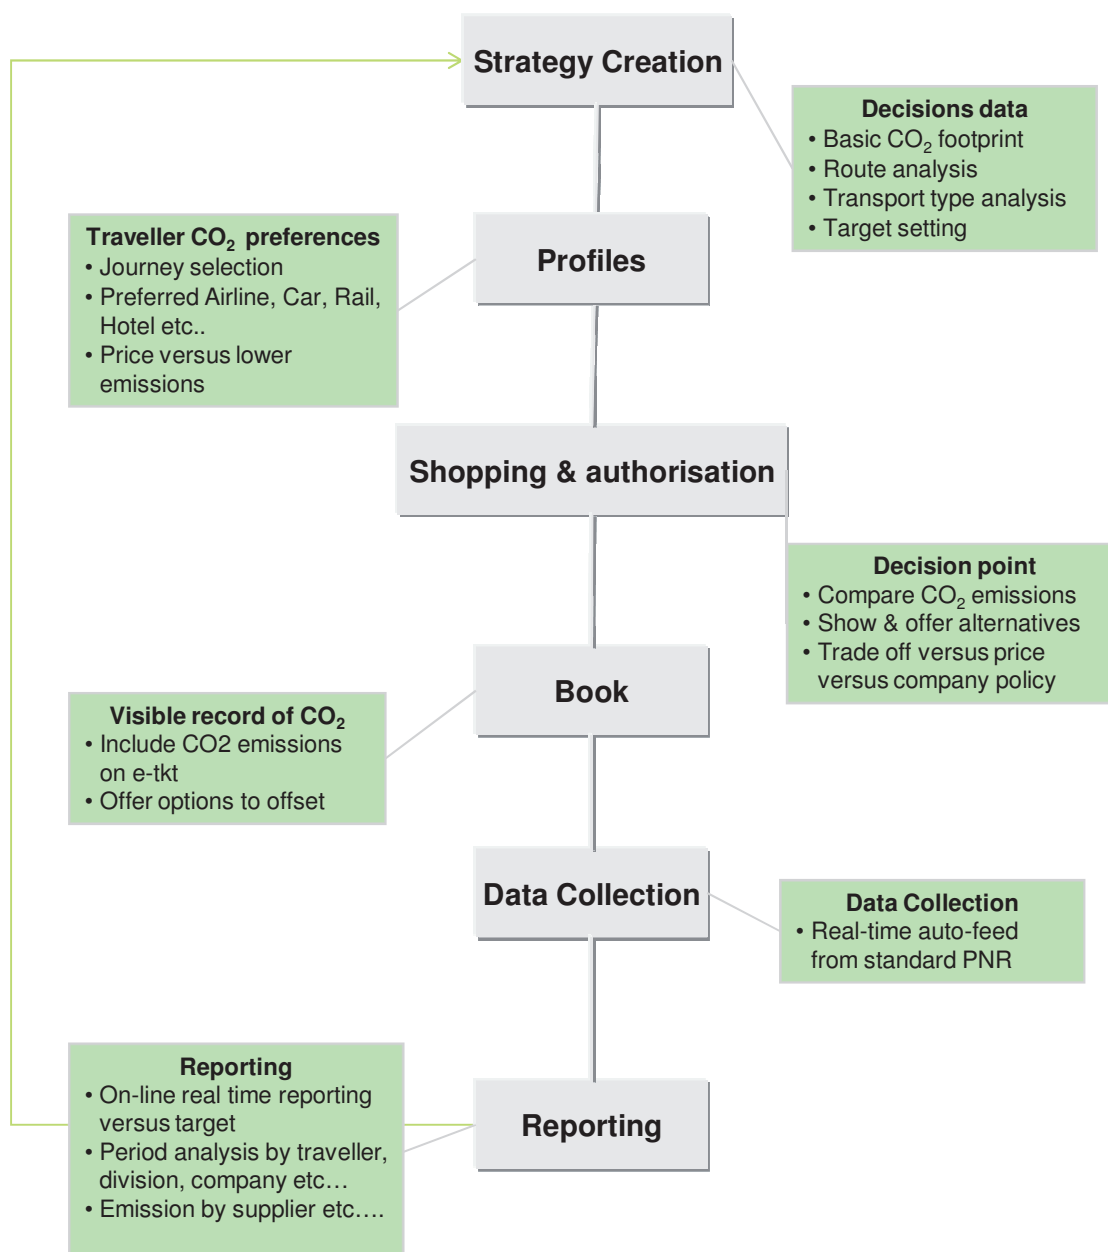 Strategy Creation
Decisions data
• Basic CO₂ footprint
• Route analysis
• Transport type analysis
• Target setting
Traveller CO₂ preferences
• Journey selection
• Preferred Airline, Car, Rail,
Hotel etc..
• Price versus lower
emissions
Profiles
Shopping & authorisation
Decision point
• Compare CO₂ emissions
• Show & offer alternatives
• Trade off versus price
versus company policy
Book
Visible record of CO₂
• Include CO2 emissions
on e-tkt
• Offer options to offset
Data Collection
Data Collection
• Real-time auto-feed
from standard PNR
Reporting
• On-line real time reporting
versus target
• Period analysis by traveller,
division, company etc…
• Emission by supplier etc….
Reporting